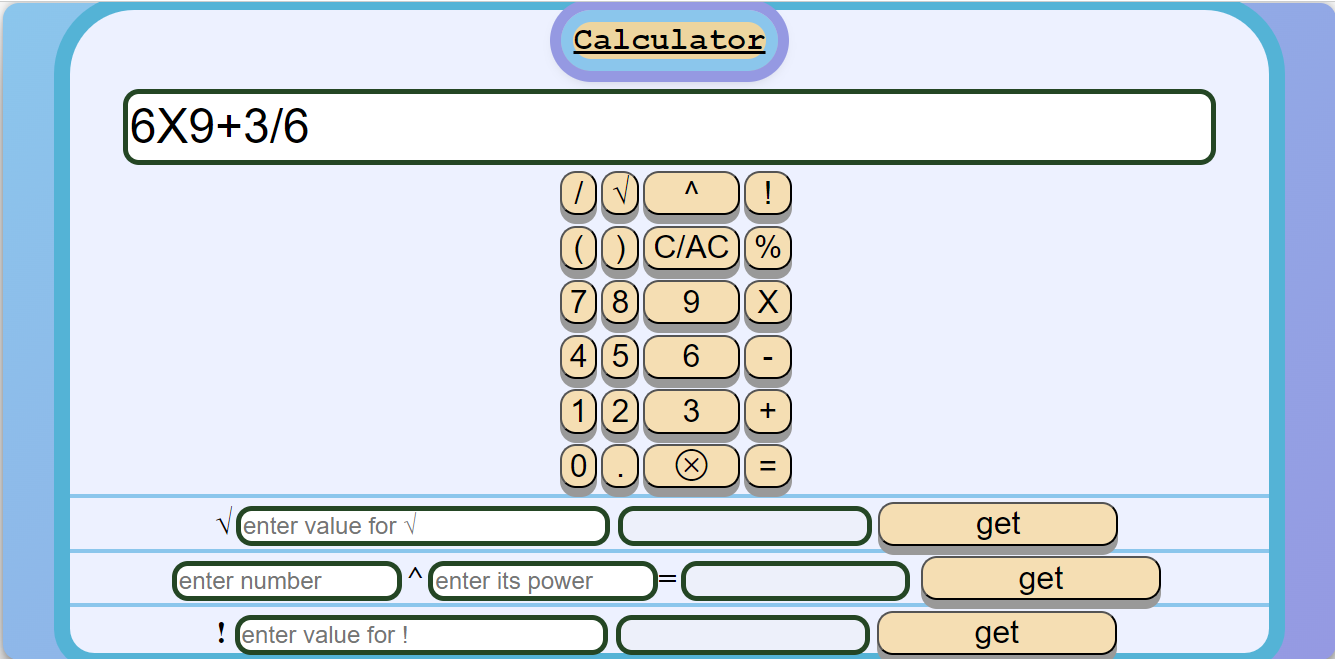 Calculator
6X9+3/6
/ √ ^ !
( ) C/AC %
7 8 9 X
4 5 6 -
1 2 3 +
0 . ⊗ =
√ enter value for √ get
enter number ^ enter its power = get
! enter value for ! get